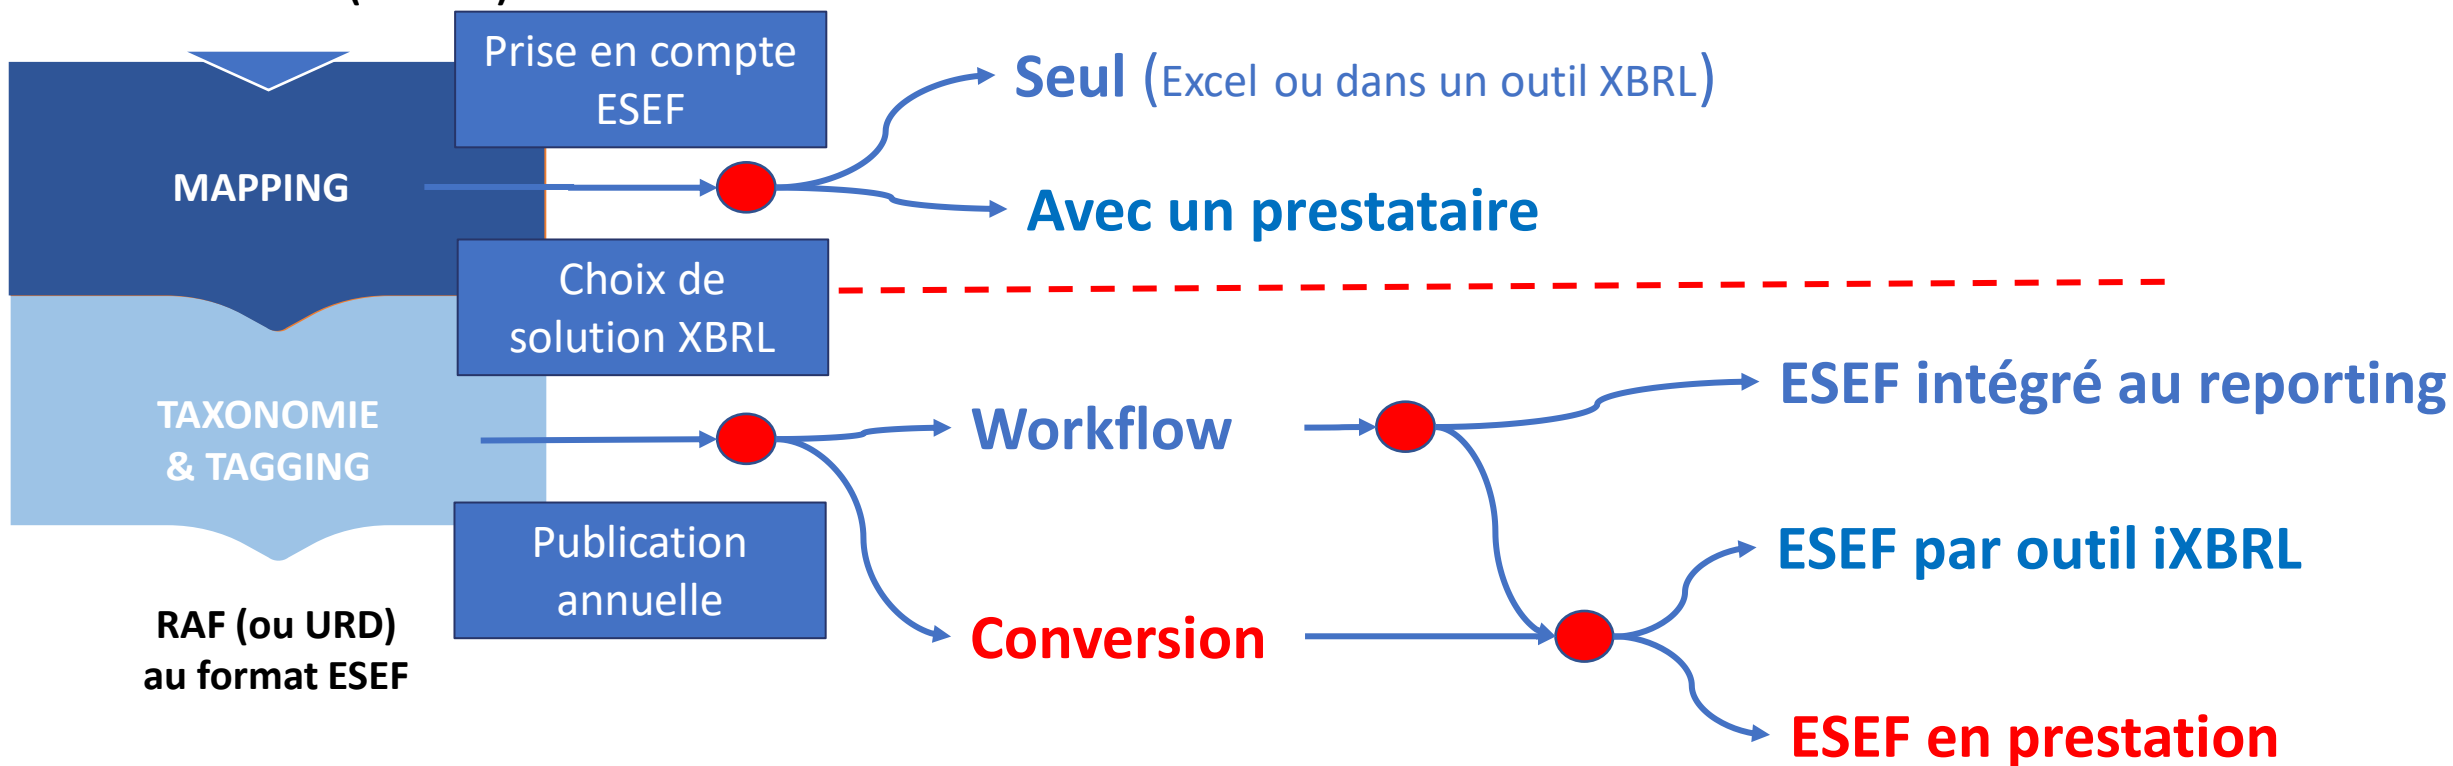 Prise en compte
ESEF
Seul (Excel ou dans un outil XBRL)
MAPPING
Avec un prestataire
Choix de
solution XBRL
TAXONOMIE
& TAGGING
Workflow
ESEF intégré au reporting
Publication
annuelle
ESEF par outil iXBRL
Conversion
RAF (ou URD)
au format ESEF
ESEF en prestation